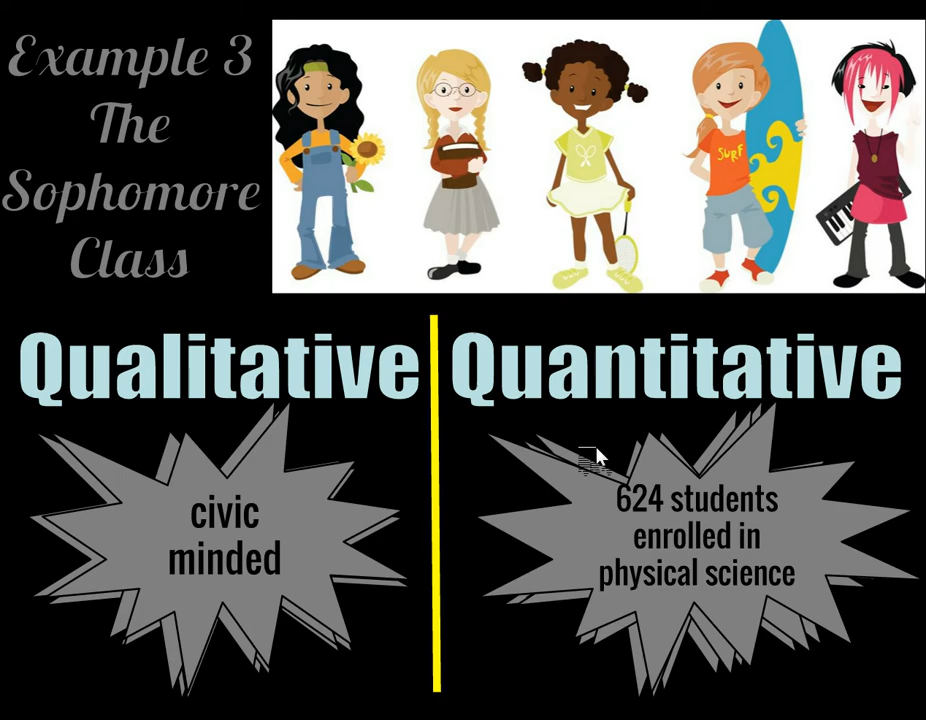 Example 3
The
Sophomore
Class
SURF
Qualitative
Quantitative
civic
minded
624 students
enrolled in
physical science